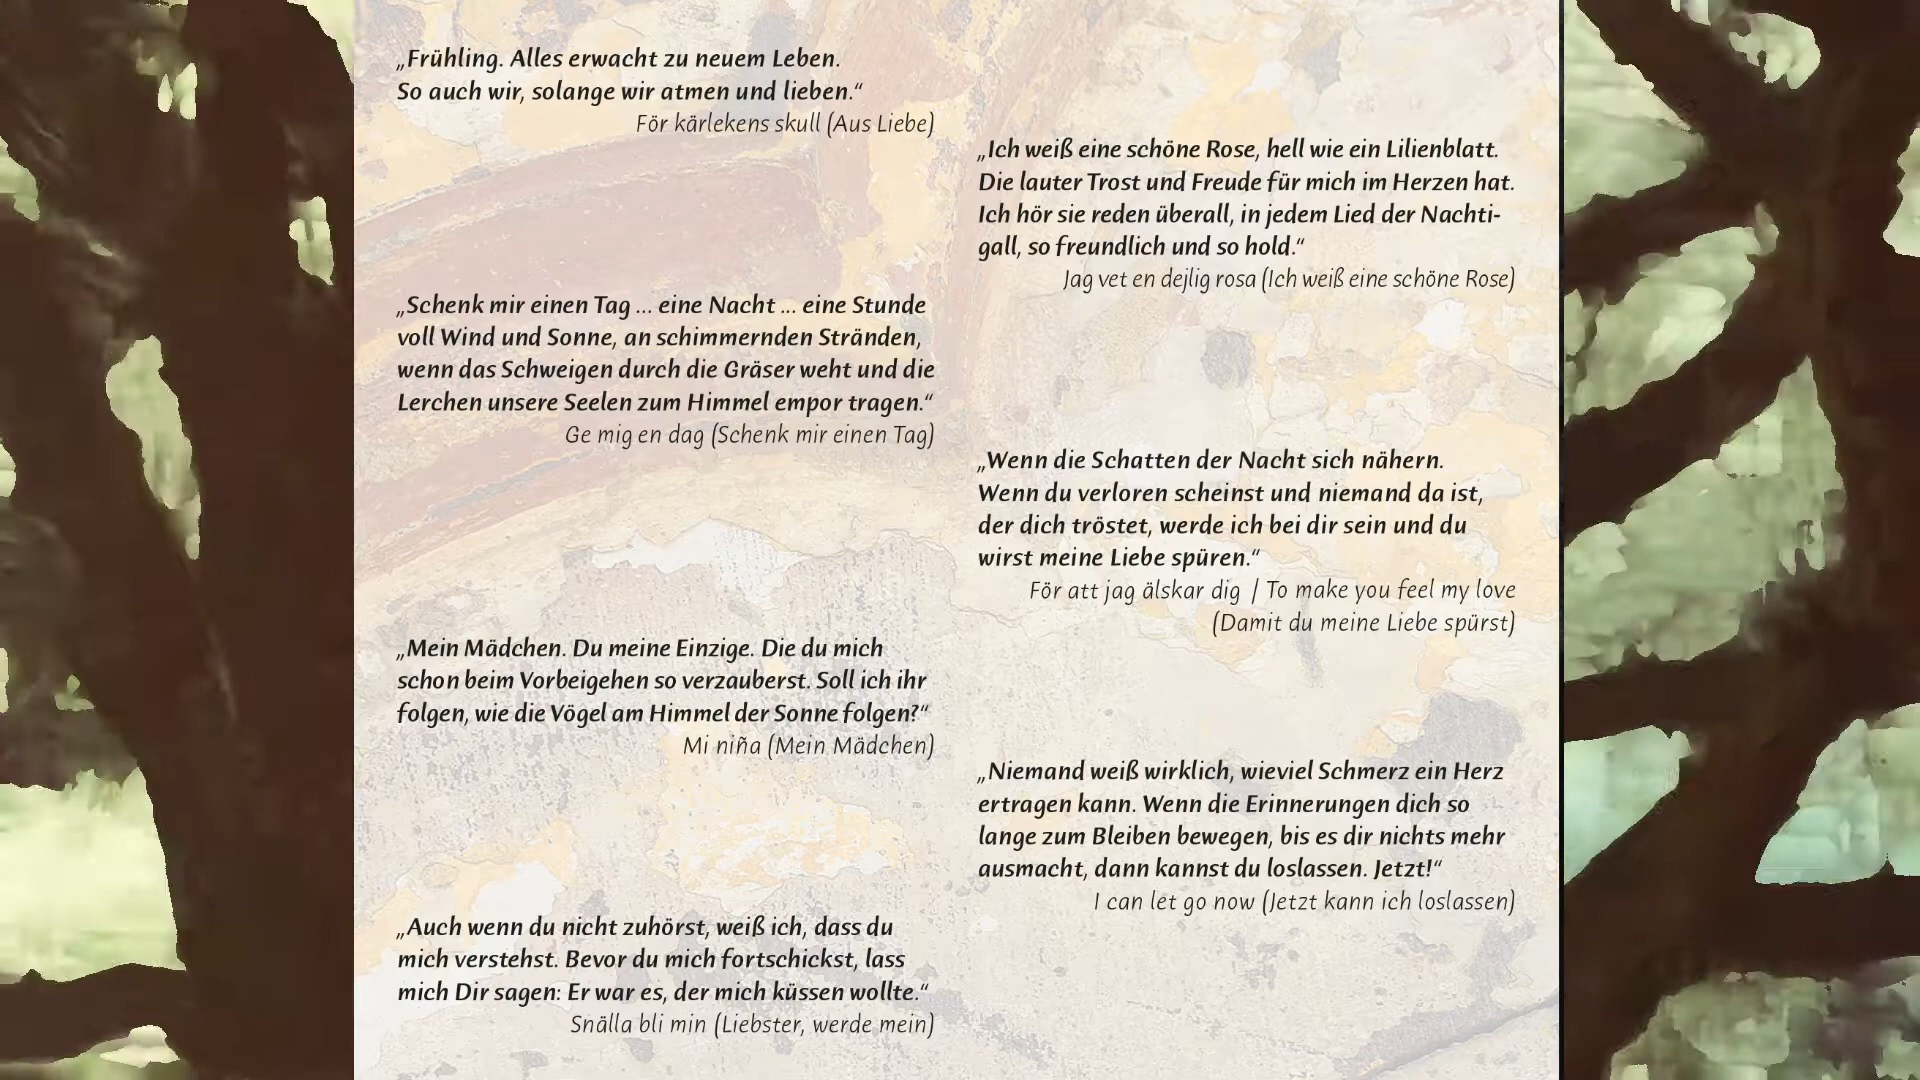 „Frühling. Alles erwacht zu neuem Leben.
So auch wir, solange wir atmen und lieben.“
För kärlekens skull (Aus Liebe)
„Schenk mir einen Tag ... eine Nacht ... eine Stunde
voll Wind und Sonne, an schimmernden Stränden,
wenn das Schweigen durch die Gräser weht und die
Lerchen unsere Seelen zum Himmel empor tragen.“
Ge mig en dag (Schenk mir einen Tag)
„Mein Mädchen. Du meine Einzige. Die du mich
schon beim Vorbeigehen so verzauberst. Soll ich ihr
folgen, wie die Vögel am Himmel der Sonne folgen?“
Mi niña (Mein Mädchen)
„Auch wenn du nicht zuhörst, weiß ich, dass du
mich verstehst. Bevor du mich fortschickst, lass
mich Dir sagen: Er war es, der mich küssen wollte.“
Snälla bli min (Liebster, werde mein)
„Ich weiß eine schöne Rose, hell wie ein Lilienblatt.
Die lauter Trost und Freude für mich im Herzen hat.
Ich hör sie reden überall, in jedem Lied der Nachti-
gall, so freundlich und so hold.“
Jag vet en dejlig rosa (Ich weiß eine schöne Rose)
„Wenn die Schatten der Nacht sich nähern.
Wenn du verloren scheinst und niemand da ist,
der dich tröstet, werde ich bei dir sein und du
wirst meine Liebe spüren.“
För att jag älskar dig / To make you feel my love
(Damit du meine Liebe spürst)
„Niemand weiß wirklich, wieviel Schmerz ein Herz
ertragen kann. Wenn die Erinnerungen dich so
lange zum Bleiben bewegen, bis es dir nichts mehr
ausmacht, dann kannst du loslassen. Jetzt!“
I can let go now (Jetzt kann ich loslassen)